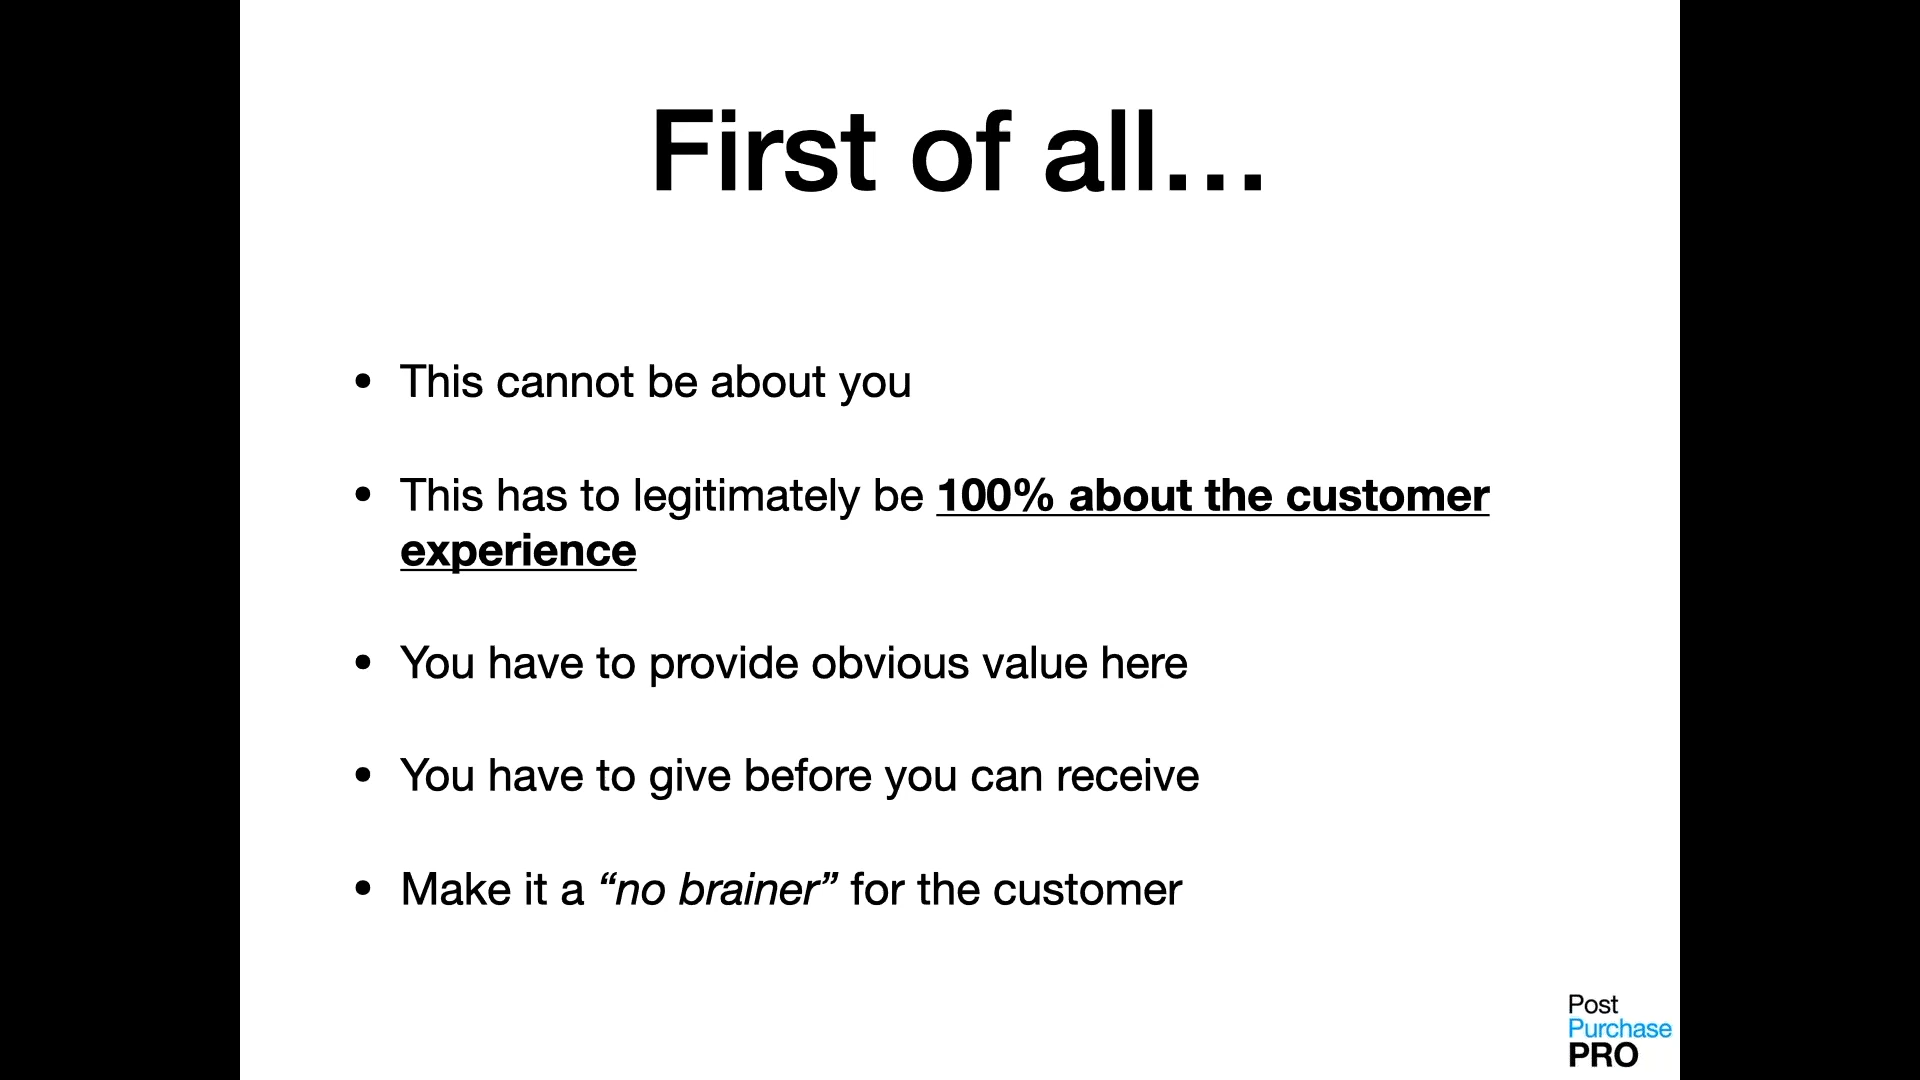 First of all…
• This cannot be about you
• This has to legitimately be 100% about the customer
experience
• You have to provide obvious value here
• You have to give before you can receive
• Make it a “no brainer” for the customer
Post
Purchase
PRO